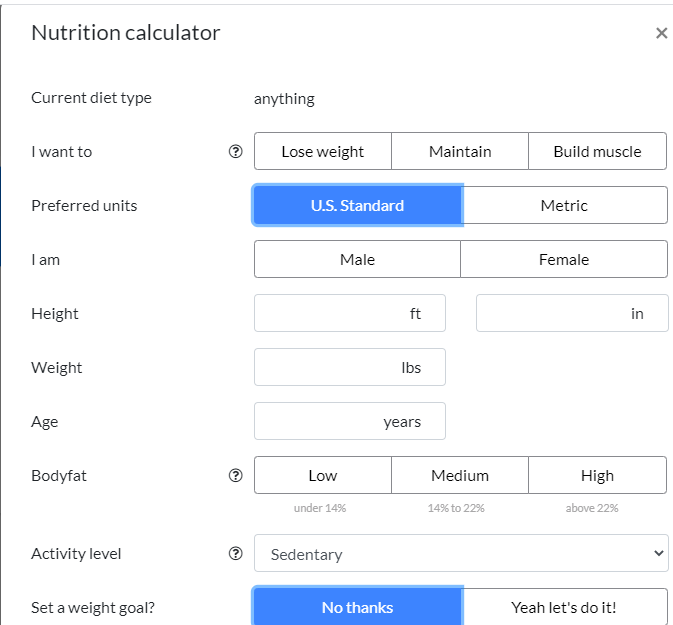 Nutrition calculator ×
Current diet type anything
I want to ? Lose weight Maintain Build muscle
Preferred units U.S. Standard Metric
I am Male Female
Height ft in
Weight lbs
Age years
Bodyfat ? Low Medium High
under 14% 14% to 22% above 22%
Activity level ? Sedentary
Set a weight goal? No thanks Yeah let's do it!